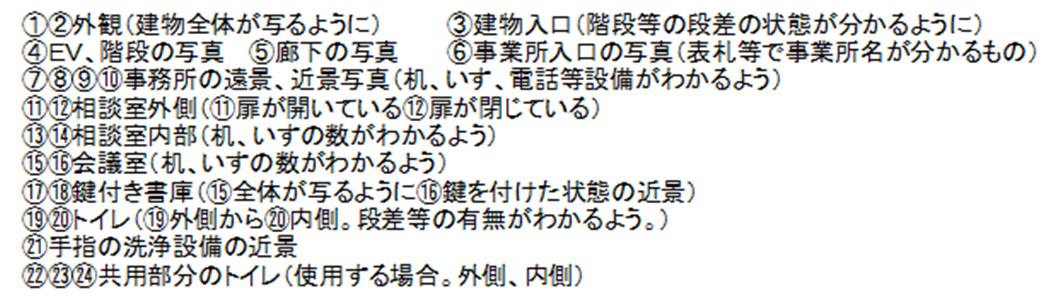 ①②外観（建物全体が写るように）　　　③建物入口（階段等の段差の状態が分かるように）
④EV、階段の写真　⑤廊下の写真　　⑥事業所入口の写真（表札等で事業所名が分かるもの）
⑦⑧⑨⑩事務所の遠景、近景写真（机、いす、電話等設備がわかるよう）
⑪⑫相談室外側（⑪扉が開いている⑫扉が閉じている）
⑬⑭相談室内部（机、いすの数がわかるよう）
⑮⑯会議室（机、いすの数がわかるよう）
⑰⑱鍵付き書庫（⑮全体が写るように⑯鍵を付けた状態の近景）
⑲⑳トイレ（⑲外側から⑳内側。段差等の有無がわかるよう。）
㉑手指の洗浄設備の近景
㉒㉓㉔共用部分のトイレ（使用する場合。外側、内側）